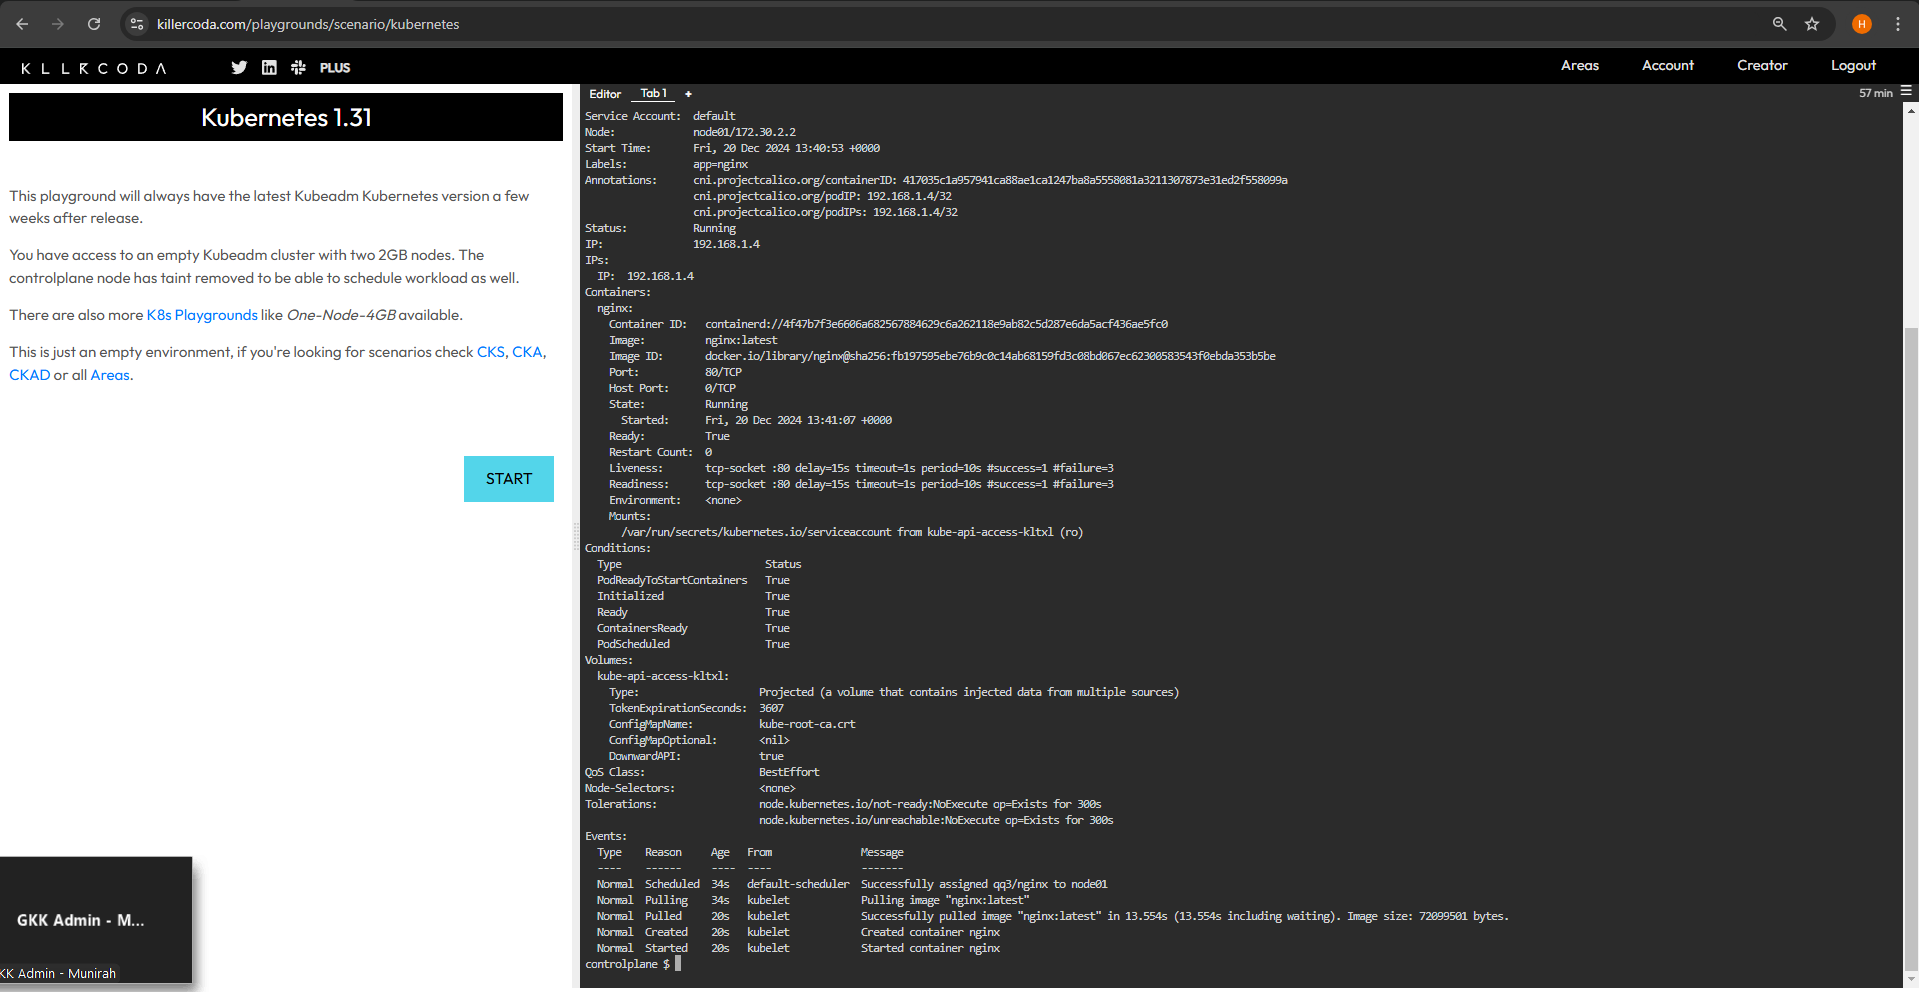 killercoda.com/playgrounds/scenario/kubernetes
H
KLLRCODA
PLUS
Areas
Account
Creator
Logout
Kubernetes 1.31
This playground will always have the latest Kubeadm Kubernetes version a few
weeks after release.
You have access to an empty Kubeadm cluster with two 2GB nodes. The
controlplane node has taint removed to be able to schedule workload as well.
There are also more K8s Playgrounds like One-Node-4GB available.
This is just an empty environment, if you're looking for scenarios check CKS, CKA,
CKAD or all Areas.
START
GKK Admin - M...
KK Admin - Munirah
Editor Tab 1 +
57 min
Service Account: default
Node: node01/172.30.2.2
Start Time: Fri, 20 Dec 2024 13:40:53 +0000
Labels: app=nginx
Annotations: cni.projectcalico.org/containerID: 417035c1a957941ca88ae1ca1247ba8a5558081a3211307873e31ed2f558099a
cni.projectcalico.org/podIP: 192.168.1.4/32
cni.projectcalico.org/podIPs: 192.168.1.4/32
Status: Running
IP: 192.168.1.4
IPs:
IP: 192.168.1.4
Containers:
nginx:
Container ID: containerd://4f47b7f3e6606a682567884629c6a262118e9ab82c5d287e6da5acf436ae5fc0
Image: nginx:latest
Image ID: docker.io/library/nginx@sha256:fb197595ebe76b9c0c14ab68159fd3c08bd067ec62300583543f0ebda353b5be
Port: 80/TCP
Host Port: 0/TCP
State: Running
Started: Fri, 20 Dec 2024 13:41:07 +0000
Ready: True
Restart Count: 0
Liveness: tcp-socket :80 delay=15s timeout=1s period=10s #success=1 #failure=3
Readiness: tcp-socket :80 delay=15s timeout=1s period=10s #success=1 #failure=3
Environment: <none>
Mounts:
/var/run/secrets/kubernetes.io/serviceaccount from kube-api-access-kltxl (ro)
Conditions:
Type Status
PodReadyToStartContainers True
Initialized True
Ready True
ContainersReady True
PodScheduled True
Volumes:
kube-api-access-kltxl:
Type: Projected (a volume that contains injected data from multiple sources)
TokenExpirationSeconds: 3607
ConfigMapName: kube-root-ca.crt
ConfigMapOptional: <nil>
DownwardAPI: true
QoS Class: BestEffort
Node-Selectors: <none>
Tolerations: node.kubernetes.io/not-ready:NoExecute op=Exists for 300s
node.kubernetes.io/unreachable:NoExecute op=Exists for 300s
Events:
Type Reason Age From Message
---- ------ ---- ---- -------
Normal Scheduled 34s default-scheduler Successfully assigned qq3/nginx to node01
Normal Pulling 34s kubelet Pulling image "nginx:latest"
Normal Pulled 20s kubelet Successfully pulled image "nginx:latest" in 13.554s (13.554s including waiting). Image size: 72099501 bytes.
Normal Created 20s kubelet Created container nginx
Normal Started 20s kubelet Started container nginx
controlplane $